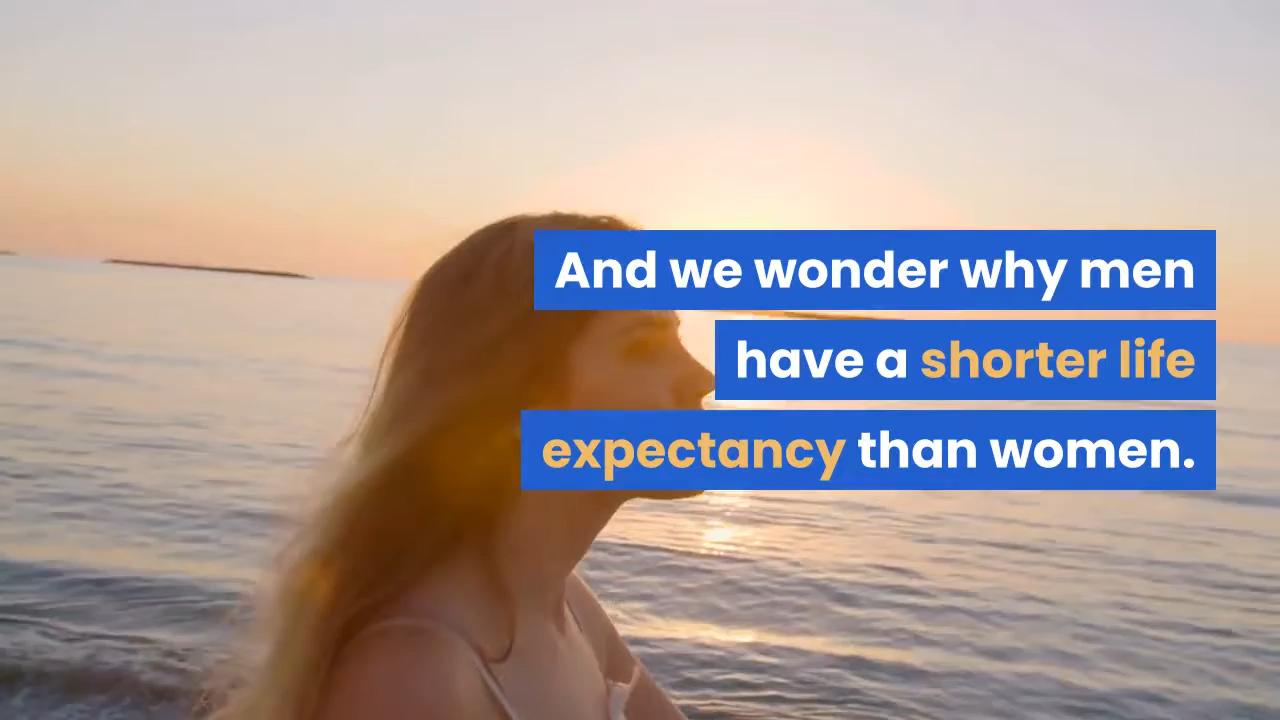 And we wonder why men
have a shorter life
expectancy than women.